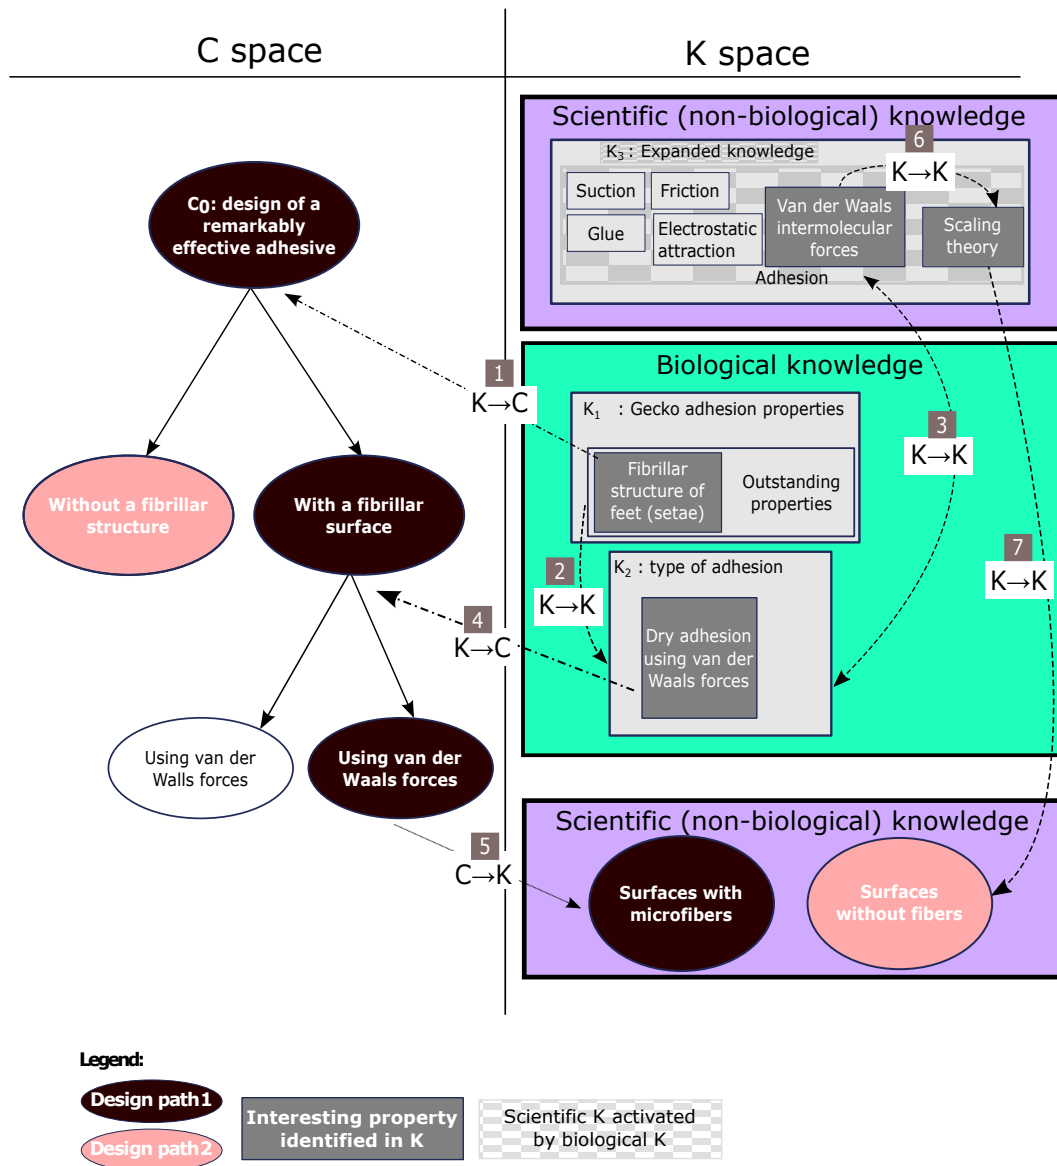 C space
K space
Scientific (non-biological) knowledge
K3 : Expanded knowledge
6
K→K
Suction
Friction
Glue
Electrostatic
attraction
Van der Waals
intermolecular
forces
Scaling
theory
Adhesion
C0: design of a
remarkably
effective adhesive
1
K→C
Biological knowledge
K1 : Gecko adhesion properties
Fibrillar
structure of
feet (setae)
Outstanding
properties
3
K→K
Without a fibrillar
structure
With a fibrillar
surface
2
K→K
K2 : type of adhesion
Dry adhesion
using van der
Waals forces
7
K→K
4
K→C
Using van der
Walls forces
Using van der
Waals forces
5
C→K
Scientific (non-biological) knowledge
Surfaces with
microfibers
Surfaces
without fibers
Legend:
Design path1
Design path2
Interesting property
identified in K
Scientific K activated
by biological K